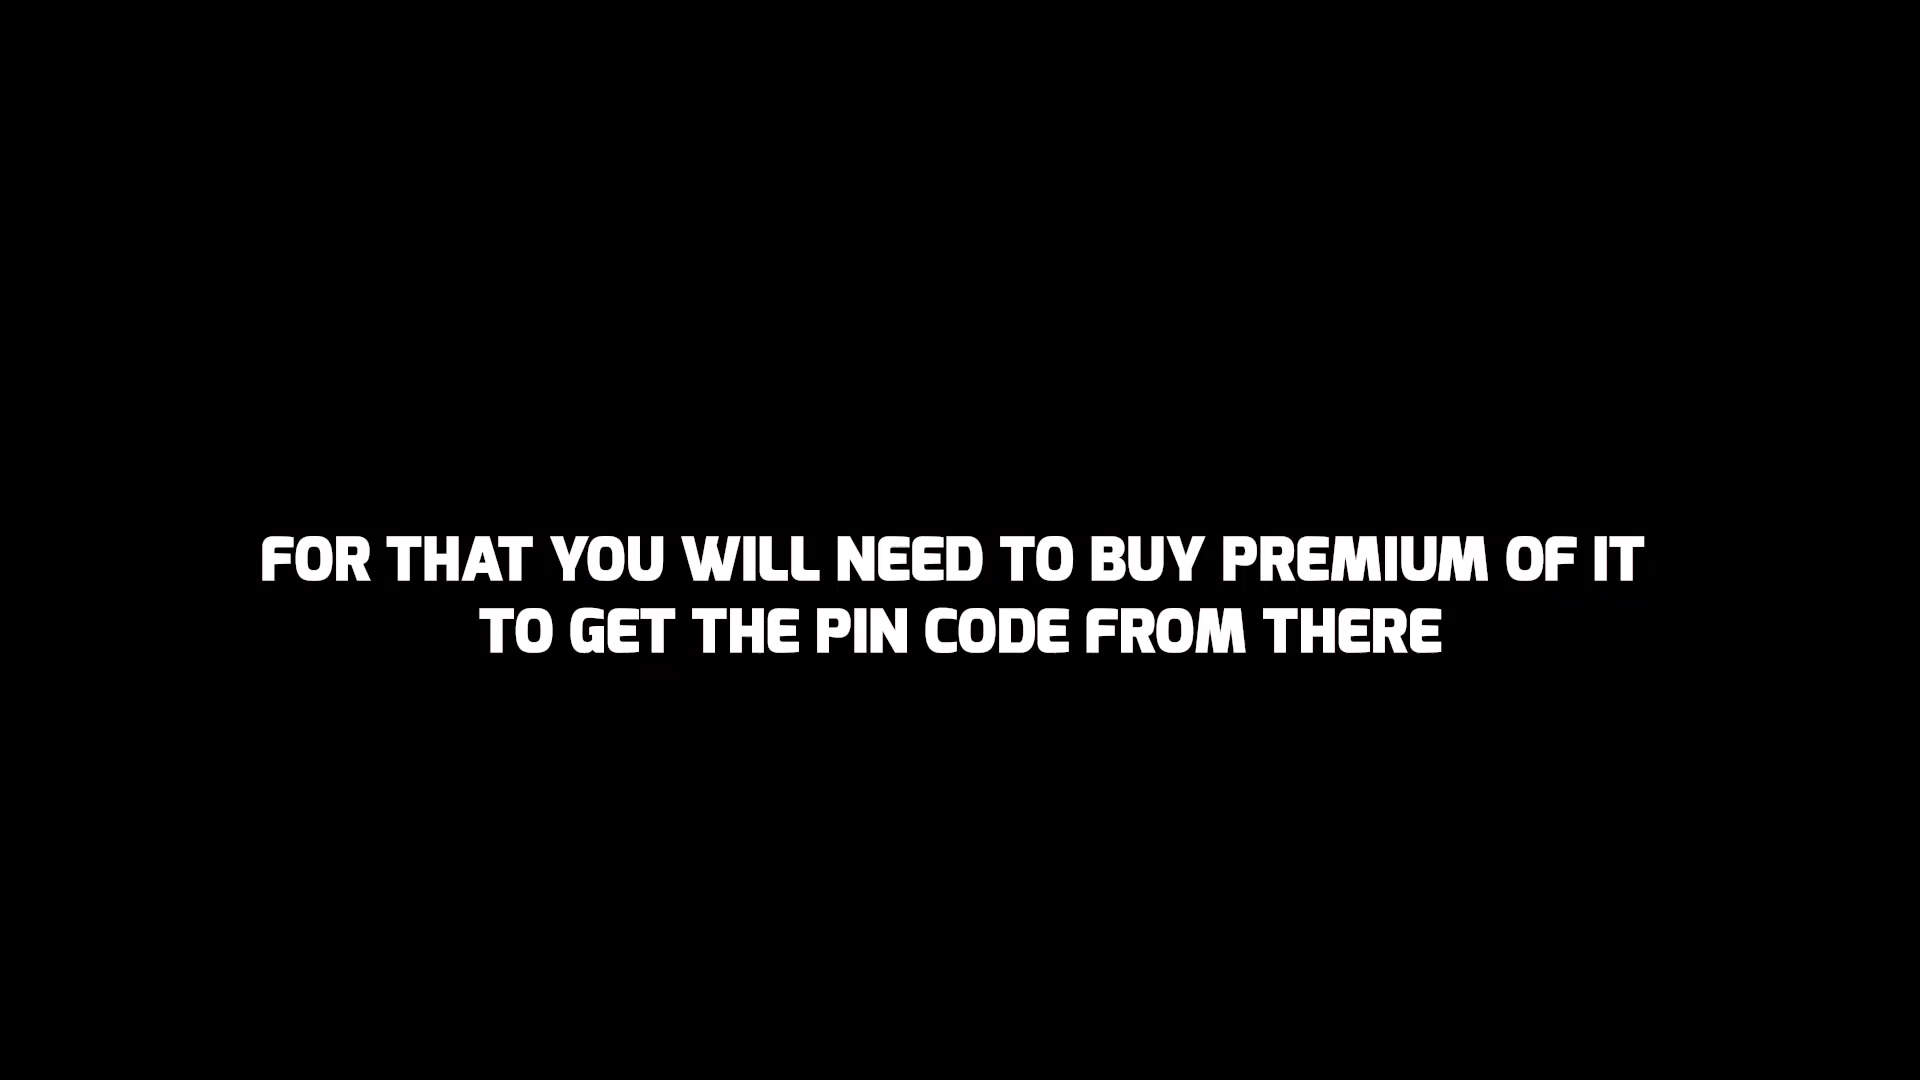 FOR THAT YOU WILL NEED TO BUY PREMIUM OF IT
TO GET THE PIN CODE FROM THERE